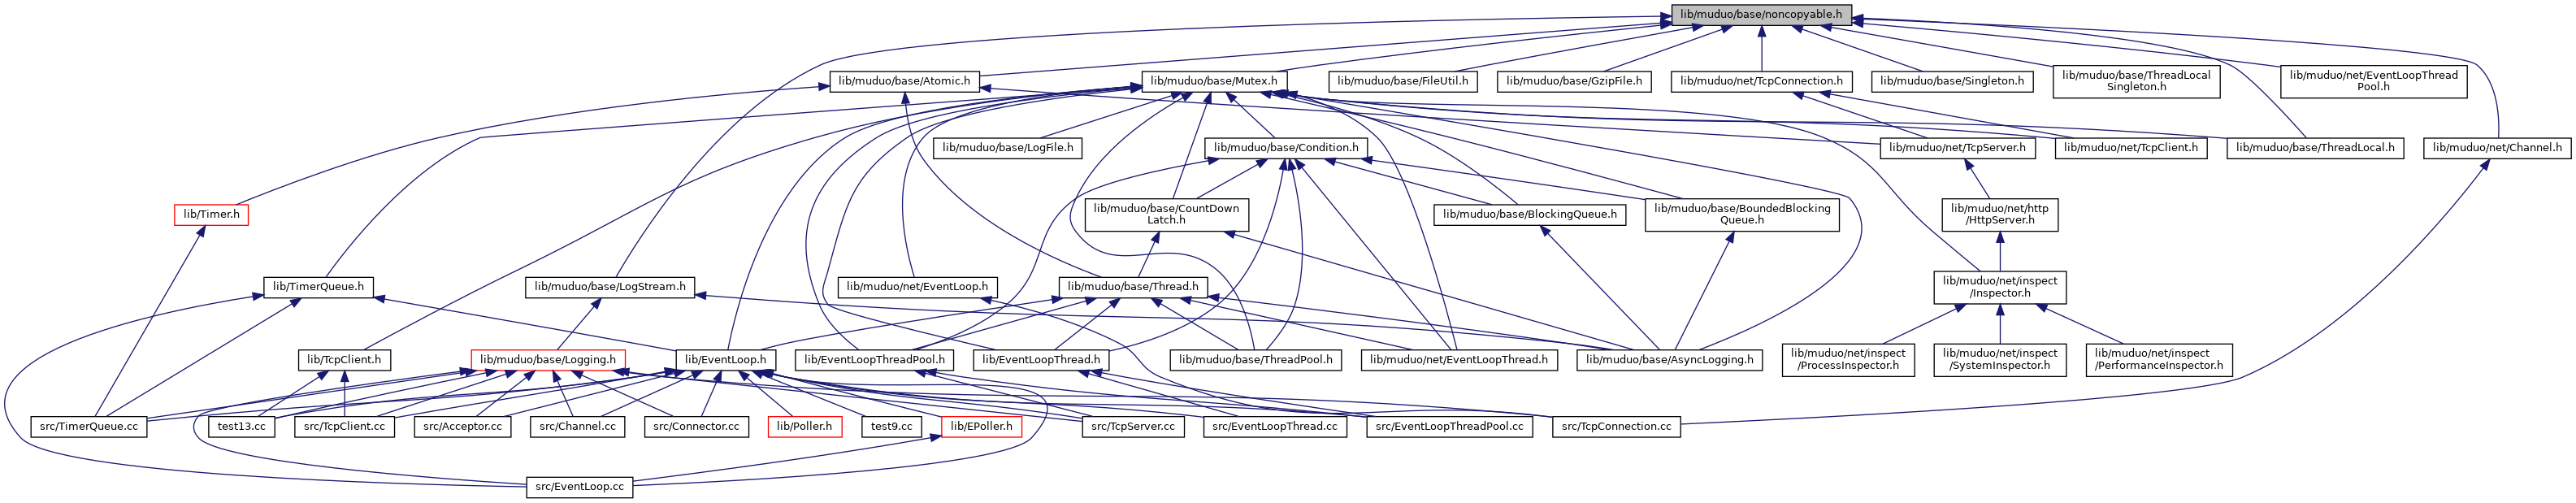 lib/muduo/base/noncopyable.h
lib/muduo/base/Atomic.h
lib/muduo/base/Mutex.h
lib/muduo/base/FileUtil.h
lib/muduo/base/GzipFile.h
lib/muduo/net/TcpConnection.h
lib/muduo/base/Singleton.h
lib/muduo/base/ThreadLocal
Singleton.h
lib/muduo/net/EventLoopThread
Pool.h
lib/muduo/base/LogFile.h
lib/muduo/base/Condition.h
lib/muduo/net/TcpServer.h
lib/muduo/net/TcpClient.h
lib/muduo/base/ThreadLocal.h
lib/muduo/net/Channel.h
lib/Timer.h
lib/muduo/base/CountDown
Latch.h
lib/muduo/base/BlockingQueue.h
lib/muduo/base/BoundedBlocking
Queue.h
lib/muduo/net/http
/HttpServer.h
lib/TimerQueue.h
lib/muduo/base/LogStream.h
lib/muduo/net/EventLoop.h
lib/muduo/base/Thread.h
lib/muduo/net/inspect
/Inspector.h
lib/TcpClient.h
lib/muduo/base/Logging.h
lib/EventLoop.h
lib/EventLoopThreadPool.h
lib/EventLoopThread.h
lib/muduo/base/ThreadPool.h
lib/muduo/net/EventLoopThread.h
lib/muduo/base/AsyncLogging.h
lib/muduo/net/inspect
/ProcessInspector.h
lib/muduo/net/inspect
/SystemInspector.h
lib/muduo/net/inspect
/PerformanceInspector.h
src/TimerQueue.cc
test13.cc
src/TcpClient.cc
src/Acceptor.cc
src/Channel.cc
src/Connector.cc
lib/Poller.h
test9.cc
lib/EPoller.h
src/TcpServer.cc
src/EventLoopThread.cc
src/EventLoopThreadPool.cc
src/TcpConnection.cc
src/EventLoop.cc